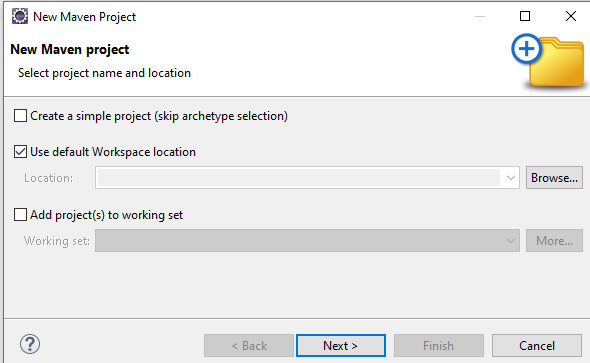 New Maven Project
New Maven project
Select project name and location
Create a simple project (skip archetype selection)
Use default Workspace location
Location:
Browse...
Add project(s) to working set
Working set:
More...
?
< Back
Next >
Finish
Cancel